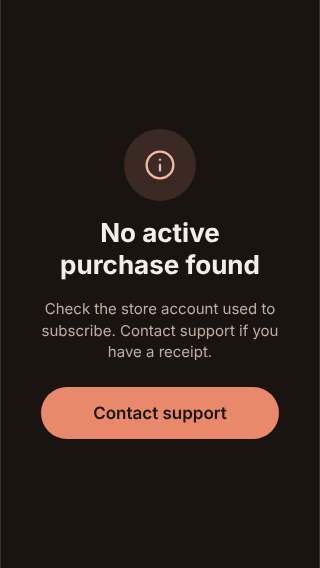 No active
purchase found
Check the store account used to
subscribe. Contact support if you
have a receipt.
Contact support